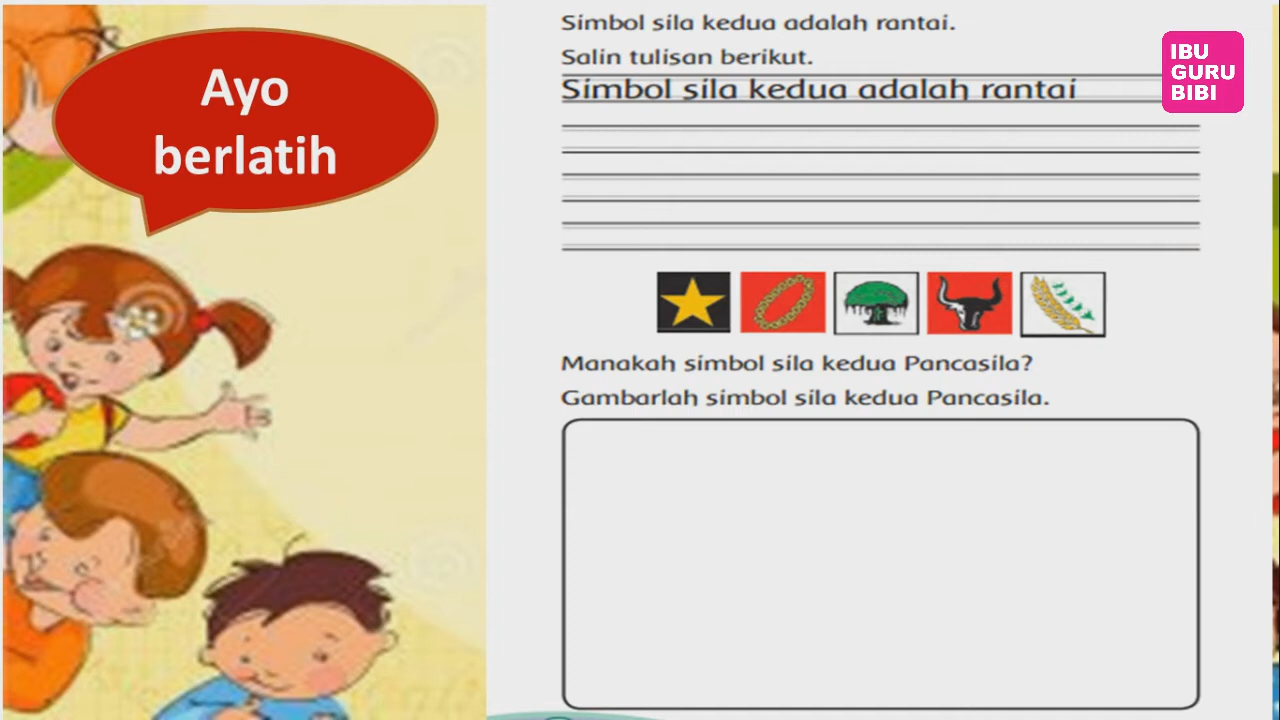 Ayo
berlatih
Simbol sila kedua adalah rantai.
Salin tulisan berikut.
Simbol sila kedua adalah rantai
Manakah simbol sila kedua Pancasila?
Gambarlah simbol sila kedua Pancasila.
IBU
GURU
BIBI